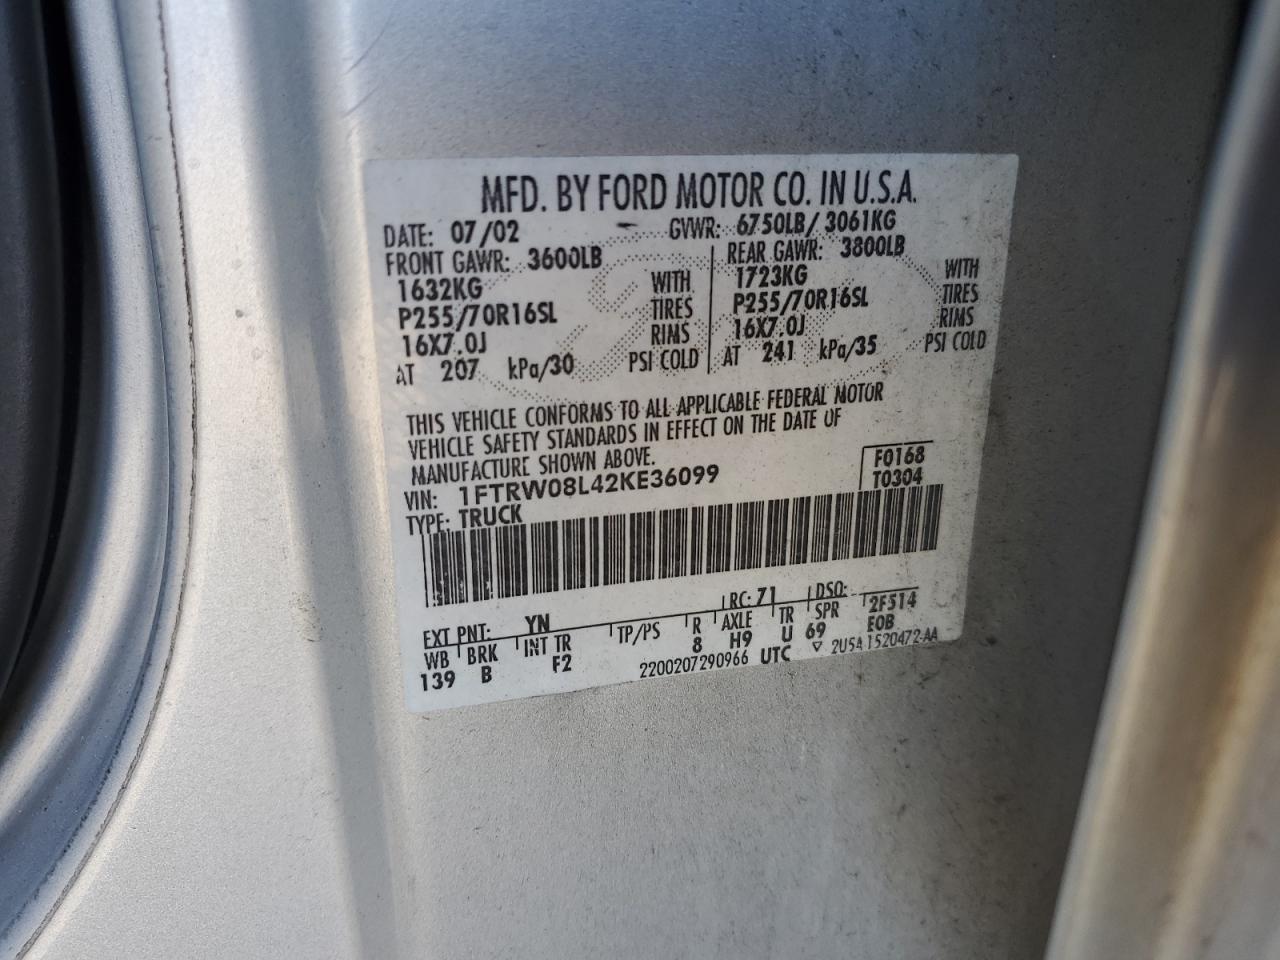 MFD. BY FORD MOTOR CO. IN U.S.A.
DATE: 07/02 GVWR: 6750LB/ 3061KG
FRONT GAWR: 3600LB REAR GAWR: 3800LB
1632KG WITH 1723KG WITH
P255/70R16SL TIRES P255/70R16SL TIRES
16X7.0J RIMS 16X7.0J RIMS
AT 207 kPa/30 PSI COLD AT 241 kPa/35 PSI COLD
THIS VEHICLE CONFORMS TO ALL APPLICABLE FEDERAL MOTOR
VEHICLE SAFETY STANDARDS IN EFFECT ON THE DATE OF
MANUFACTURE SHOWN ABOVE.
VIN: 1FTRW08L42KE36099 F0168
TYPE: TRUCK T0304
EXT PNT: YN RC: 71 DSO: 2F514
WB BRK INT TR TP/PS R AXLE TR SPR EOB
139 B F2 8 H9 U 69
2200207290966 UTC ▽ 2U5A 1520472-AA